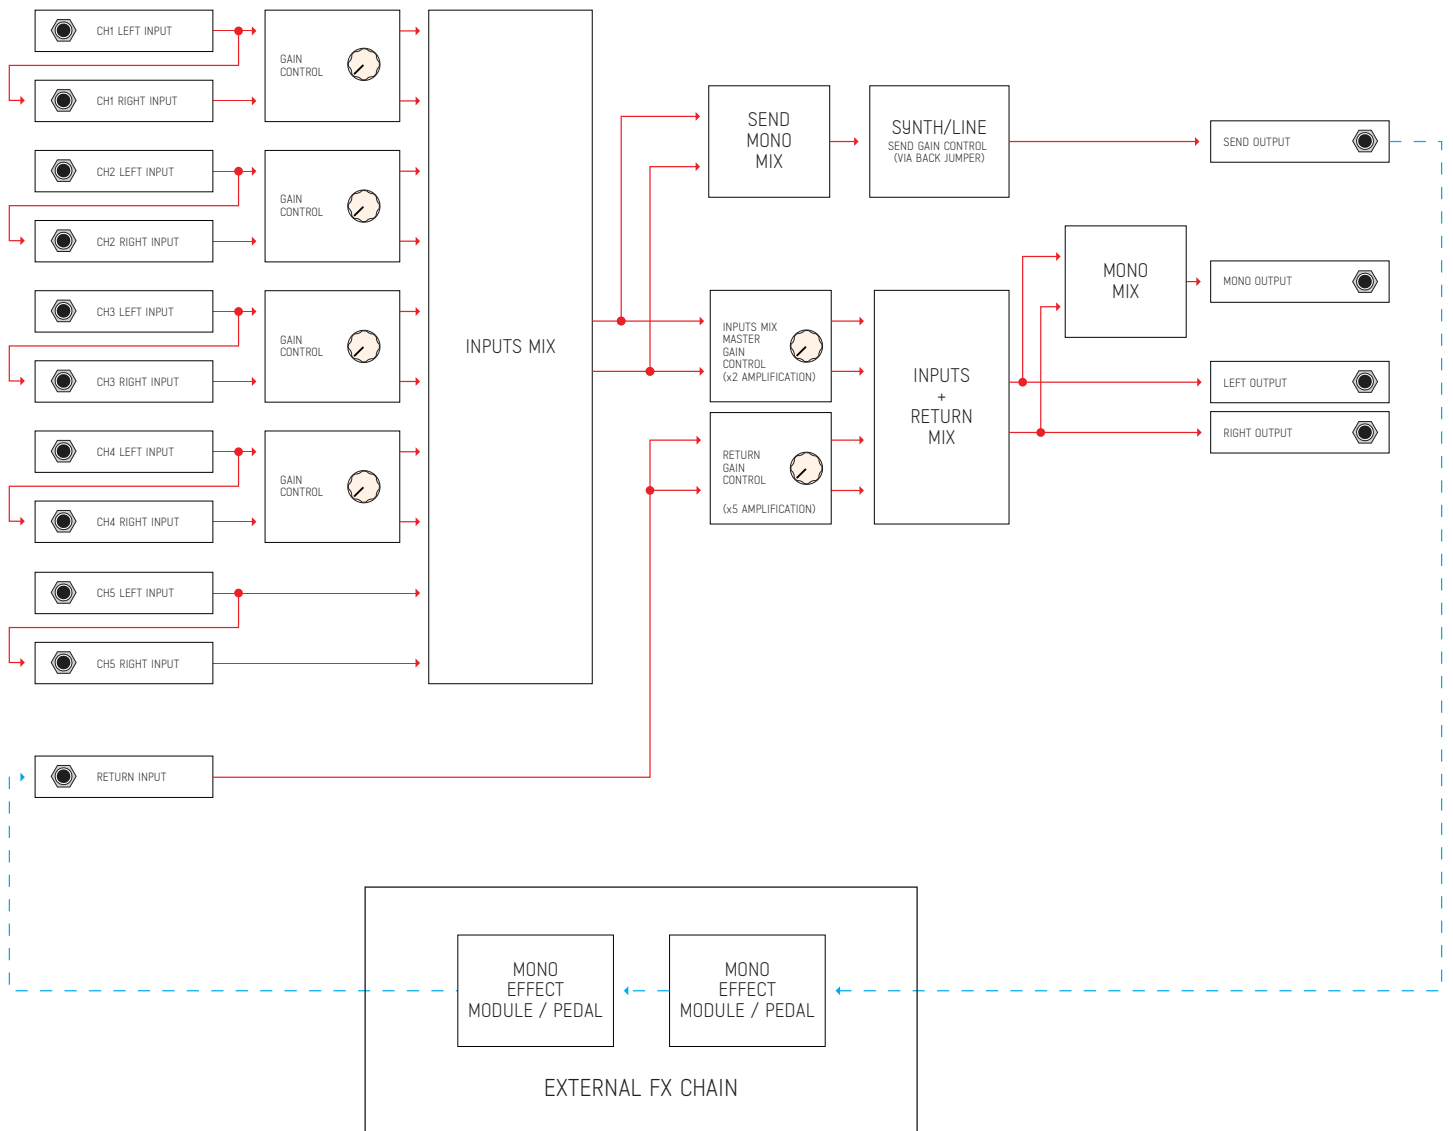 CH1 LEFT INPUT
CH1 RIGHT INPUT
GAIN
CONTROL
CH2 LEFT INPUT
CH2 RIGHT INPUT
GAIN
CONTROL
CH3 LEFT INPUT
CH3 RIGHT INPUT
GAIN
CONTROL
CH4 LEFT INPUT
CH4 RIGHT INPUT
GAIN
CONTROL
CH5 LEFT INPUT
CH5 RIGHT INPUT
RETURN INPUT
INPUTS MIX
SEND
MONO
MIX
SYNTH/LINE
SEND GAIN CONTROL
(VIA BACK JUMPER)
SEND OUTPUT
INPUTS MIX
MASTER
GAIN
CONTROL
(x2 AMPLIFICATION)
RETURN
GAIN
CONTROL
(x5 AMPLIFICATION)
INPUTS
+
RETURN
MIX
MONO
MIX
MONO OUTPUT
LEFT OUTPUT
RIGHT OUTPUT
MONO
EFFECT
MODULE / PEDAL
MONO
EFFECT
MODULE / PEDAL
EXTERNAL FX CHAIN